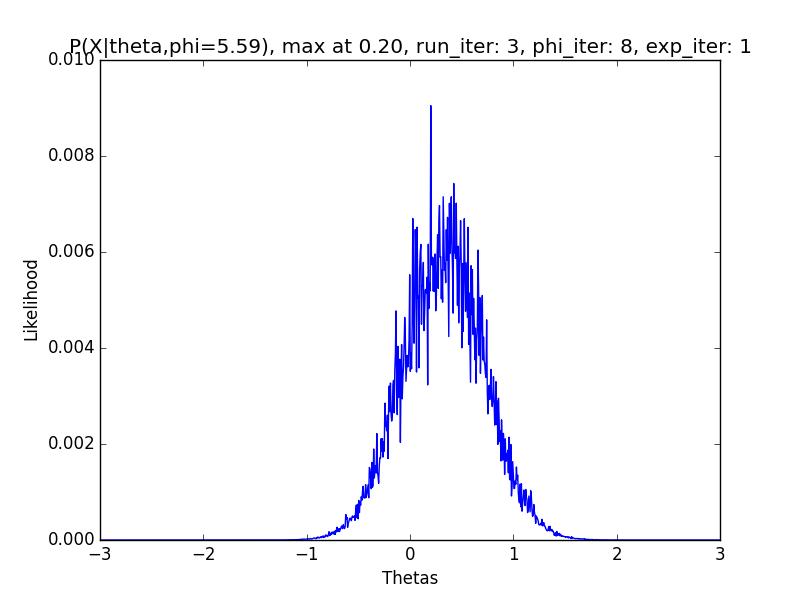 P(X|theta,phi=5.59), max at 0.20, run_iter: 3, phi_iter: 8, exp_iter: 1
0.010
0.008
0.006
0.004
0.002
0.000
Likelihood
−3 −2 −1 0 1 2 3
Thetas